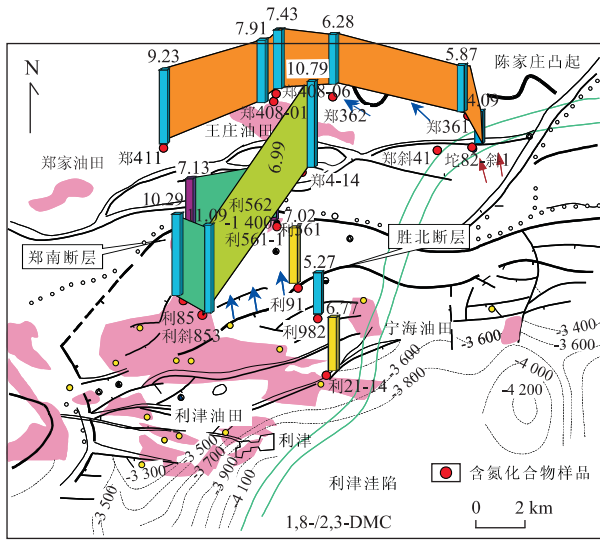 7.43
7.91
6.28
9.23
5.87
10.79
陈家庄凸起
N
4.09
郑408-06
郑408-01
郑362
郑361
王庄油田
郑411
6.99
郑斜41
坨82-斜1
郑家油田
7.13
郑4-14
10.29
利562
1.09
-1 400
7.02
利561
利561-1
胜北断层
郑南断层
5.27
利91
6.77
利85
利982
宁海油田
利斜853
-3 600
-3 400
-3 600
-3 600
-3 800
-4 000
-4 200
利21-14
利津油田
利津
-3 500
-3 300
-3 700
-3 900
-4 100
-3 500
含氮化合物样品
利津洼陷
0 2 km
1,8-/2,3-DMC